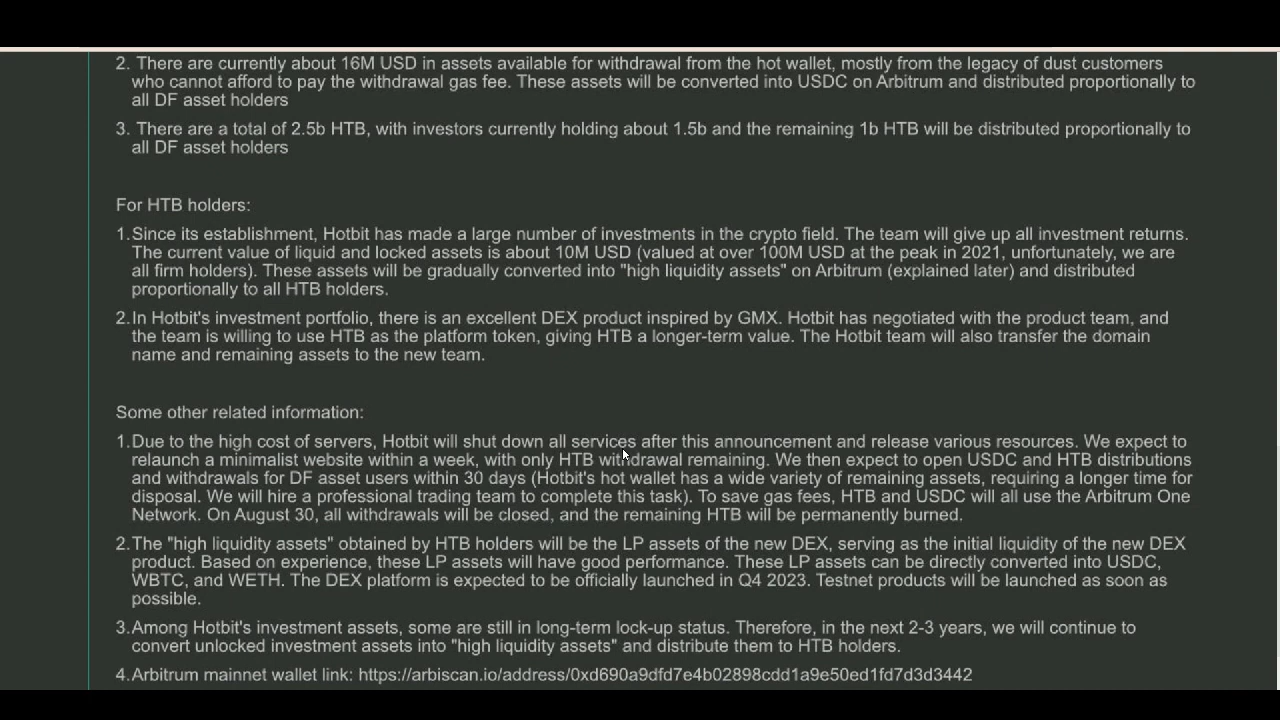 2. There are currently about 16M USD in assets available for withdrawal from the hot wallet, mostly from the legacy of dust customers
who cannot afford to pay the withdrawal gas fee. These assets will be converted into USDC on Arbitrum and distributed proportionally to
all DF asset holders
3. There are a total of 2.5b HTB, with investors currently holding about 1.5b and the remaining 1b HTB will be distributed proportionally to
all DF asset holders
For HTB holders:
1.Since its establishment, Hotbit has made a large number of investments in the crypto field. The team will give up all investment returns.
The current value of liquid and locked assets is about 10M USD (valued at over 100M USD at the peak in 2021, unfortunately, we are
all firm holders). These assets will be gradually converted into "high liquidity assets" on Arbitrum (explained later) and distributed
proportionally to all HTB holders.
2.In Hotbit's investment portfolio, there is an excellent DEX product inspired by GMX. Hotbit has negotiated with the product team, and
the team is willing to use HTB as the platform token, giving HTB a longer-term value. The Hotbit team will also transfer the domain
name and remaining assets to the new team.
Some other related information:
1.Due to the high cost of servers, Hotbit will shut down all services after this announcement and release various resources. We expect to
relaunch a minimalist website within a week, with only HTB withdrawal remaining. We then expect to open USDC and HTB distributions
and withdrawals for DF asset users within 30 days (Hotbit's hot wallet has a wide variety of remaining assets, requiring a longer time for
disposal. We will hire a professional trading team to complete this task). To save gas fees, HTB and USDC will all use the Arbitrum One
Network. On August 30, all withdrawals will be closed, and the remaining HTB will be permanently burned.
2.The "high liquidity assets" obtained by HTB holders will be the LP assets of the new DEX, serving as the initial liquidity of the new DEX
product. Based on experience, these LP assets will have good performance. These LP assets can be directly converted into USDC,
WBTC, and WETH. The DEX platform is expected to be officially launched in Q4 2023. Testnet products will be launched as soon as
possible.
3.Among Hotbit's investment assets, some are still in long-term lock-up status. Therefore, in the next 2-3 years, we will continue to
convert unlocked investment assets into "high liquidity assets" and distribute them to HTB holders.
4.Arbitrum mainnet wallet link: https://arbiscan.io/address/0xd690a9dfd7e4b02898cdd1a9e50ed1fd7d3d3442